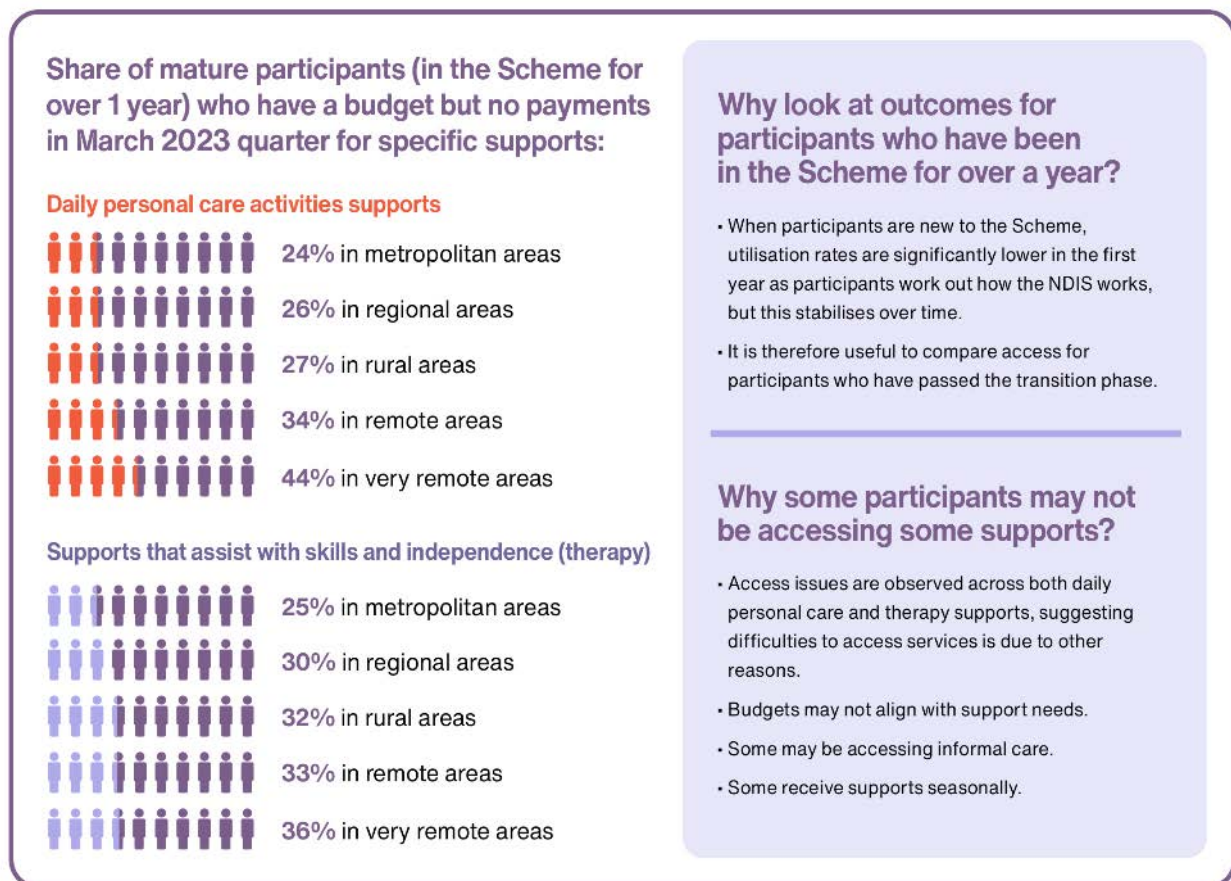 Share of mature participants (in the Scheme for
over 1 year) who have a budget but no payments
in March 2023 quarter for specific supports:
Daily personal care activities supports
24% in metropolitan areas
26% in regional areas
27% in rural areas
34% in remote areas
44% in very remote areas
Supports that assist with skills and independence (therapy)
25% in metropolitan areas
30% in regional areas
32% in rural areas
33% in remote areas
36% in very remote areas
Why look at outcomes for
participants who have been
in the Scheme for over a year?
• When participants are new to the Scheme,
utilisation rates are significantly lower in the first
year as participants work out how the NDIS works,
but this stabilises over time.
• It is therefore useful to compare access for
participants who have passed the transition phase.
Why some participants may not
be accessing some supports?
• Access issues are observed across both daily
personal care and therapy supports, suggesting
difficulties to access services is due to other
reasons.
• Budgets may not align with support needs.
• Some may be accessing informal care.
• Some receive supports seasonally.